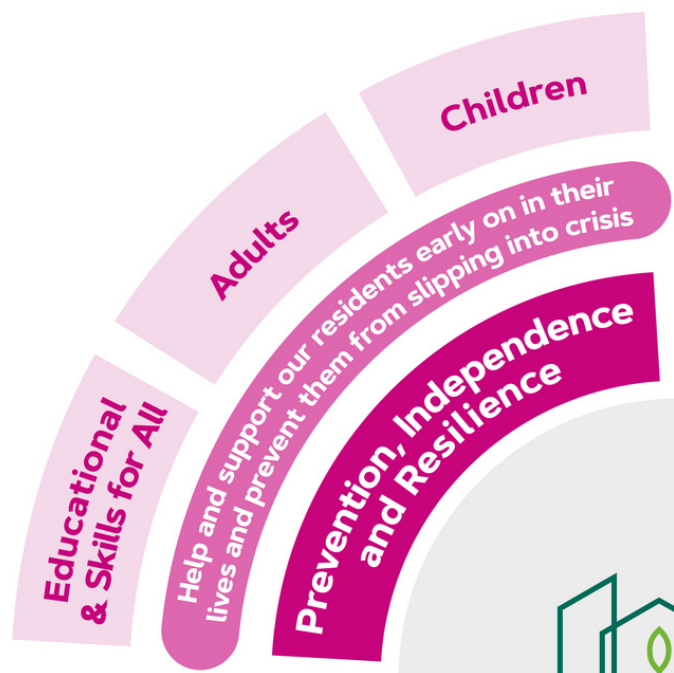 Children
Adults
Educational
& Skills for All
Help and support our residents early on in their
lives and prevent them from slipping into crisis
Prevention, Independence
and Resilience